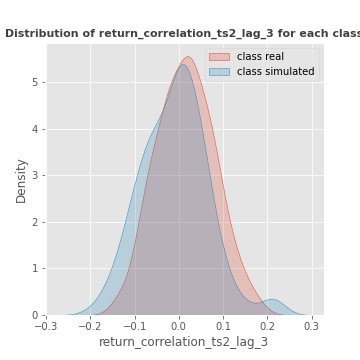 Distribution of return_correlation_ts2_lag_3 for each class
class real
class simulated
Density
5
4
3
2
1
0
−0.3 −0.2 −0.1 0.0 0.1 0.2 0.3
return_correlation_ts2_lag_3